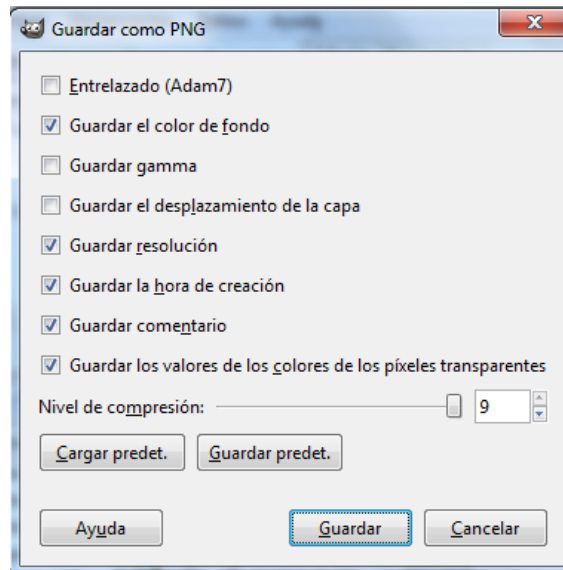 Guardar como PNG
Entrelazado (Adam7)
Guardar el color de fondo
Guardar gamma
Guardar el desplazamiento de la capa
Guardar resolución
Guardar la hora de creación
Guardar comentario
Guardar los valores de los colores de los píxeles transparentes
Nivel de compresión: 9
Cargar predet. Guardar predet.
Ayuda Guardar Cancelar